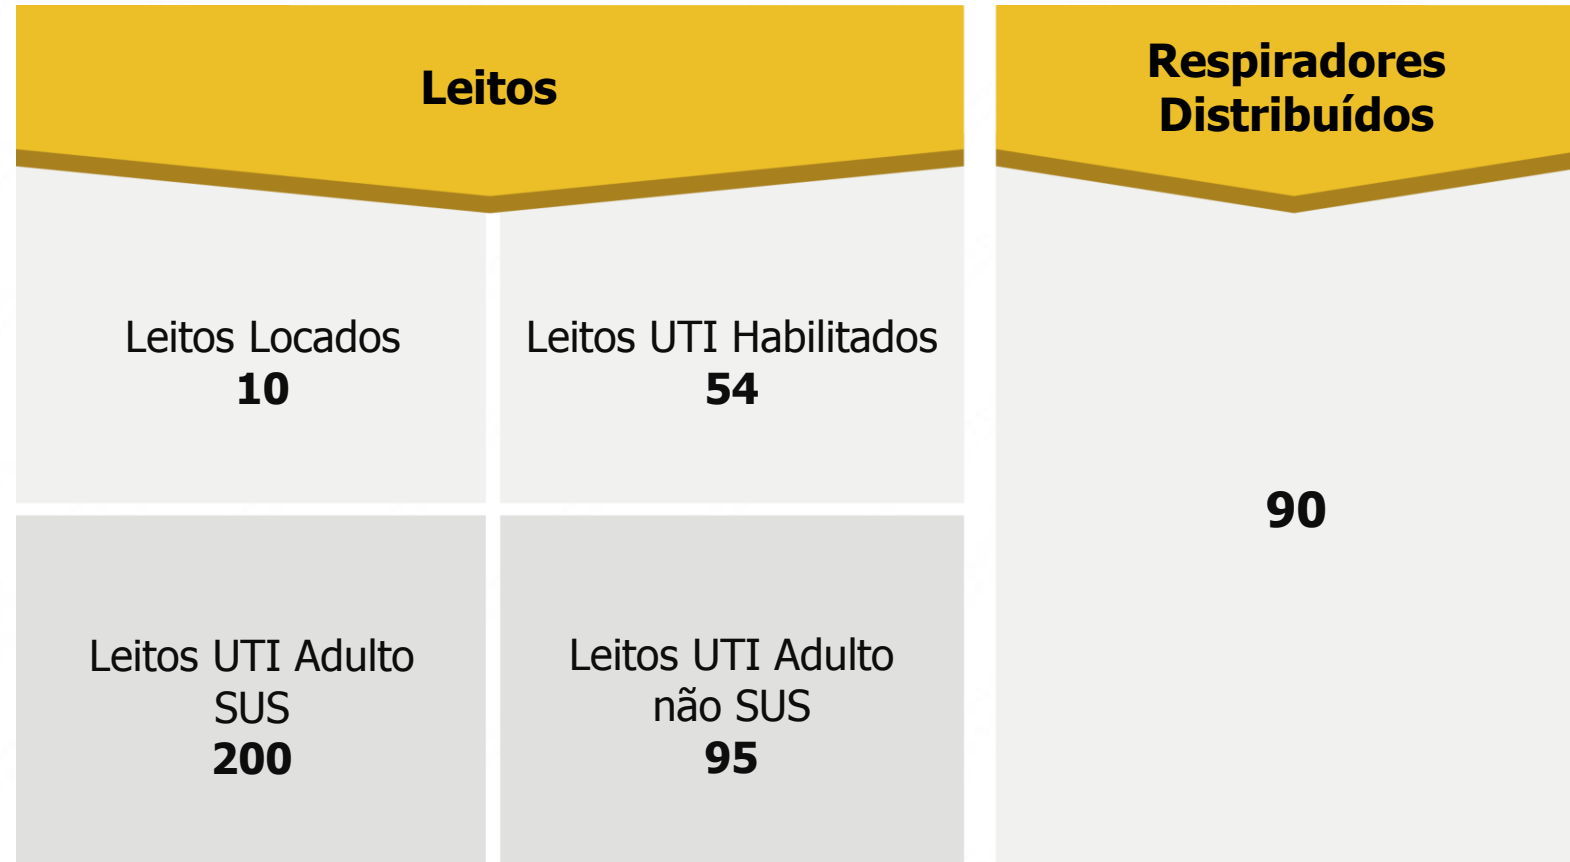 Leitos
Leitos Locados
10
Leitos UTI Habilitados
54
Leitos UTI Adulto
SUS
200
Leitos UTI Adulto
não SUS
95
Respiradores
Distribuídos
90